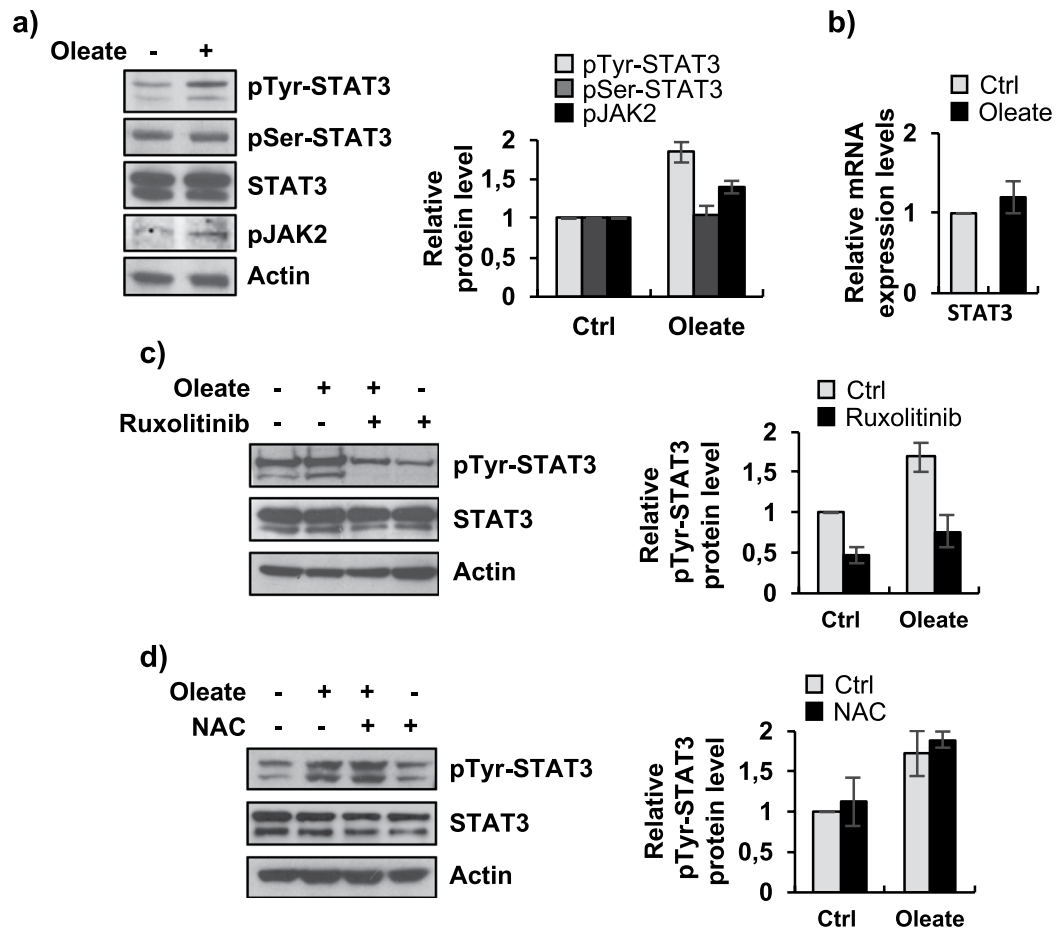 a)
Oleate - +
pTyr-STAT3
pSer-STAT3
STAT3
pJAK2
Actin
pTyr-STAT3
pSer-STAT3
pJAK2
Relative
protein level
2
1,5
1
0,5
0
Ctrl Oleate
b)
Ctrl
Oleate
Relative mRNA
expression levels
2
1
0
STAT3
c)
Oleate - + + -
Ruxolitinib - - + +
pTyr-STAT3
STAT3
Actin
Ctrl
Ruxolitinib
Relative
pTyr-STAT3
protein level
2
1,5
1
0,5
0
Ctrl Oleate
d)
Oleate - + + -
NAC - - + +
pTyr-STAT3
STAT3
Actin
Ctrl
NAC
Relative
pTyr-STAT3
protein level
2
1,5
1
0,5
0
Ctrl Oleate